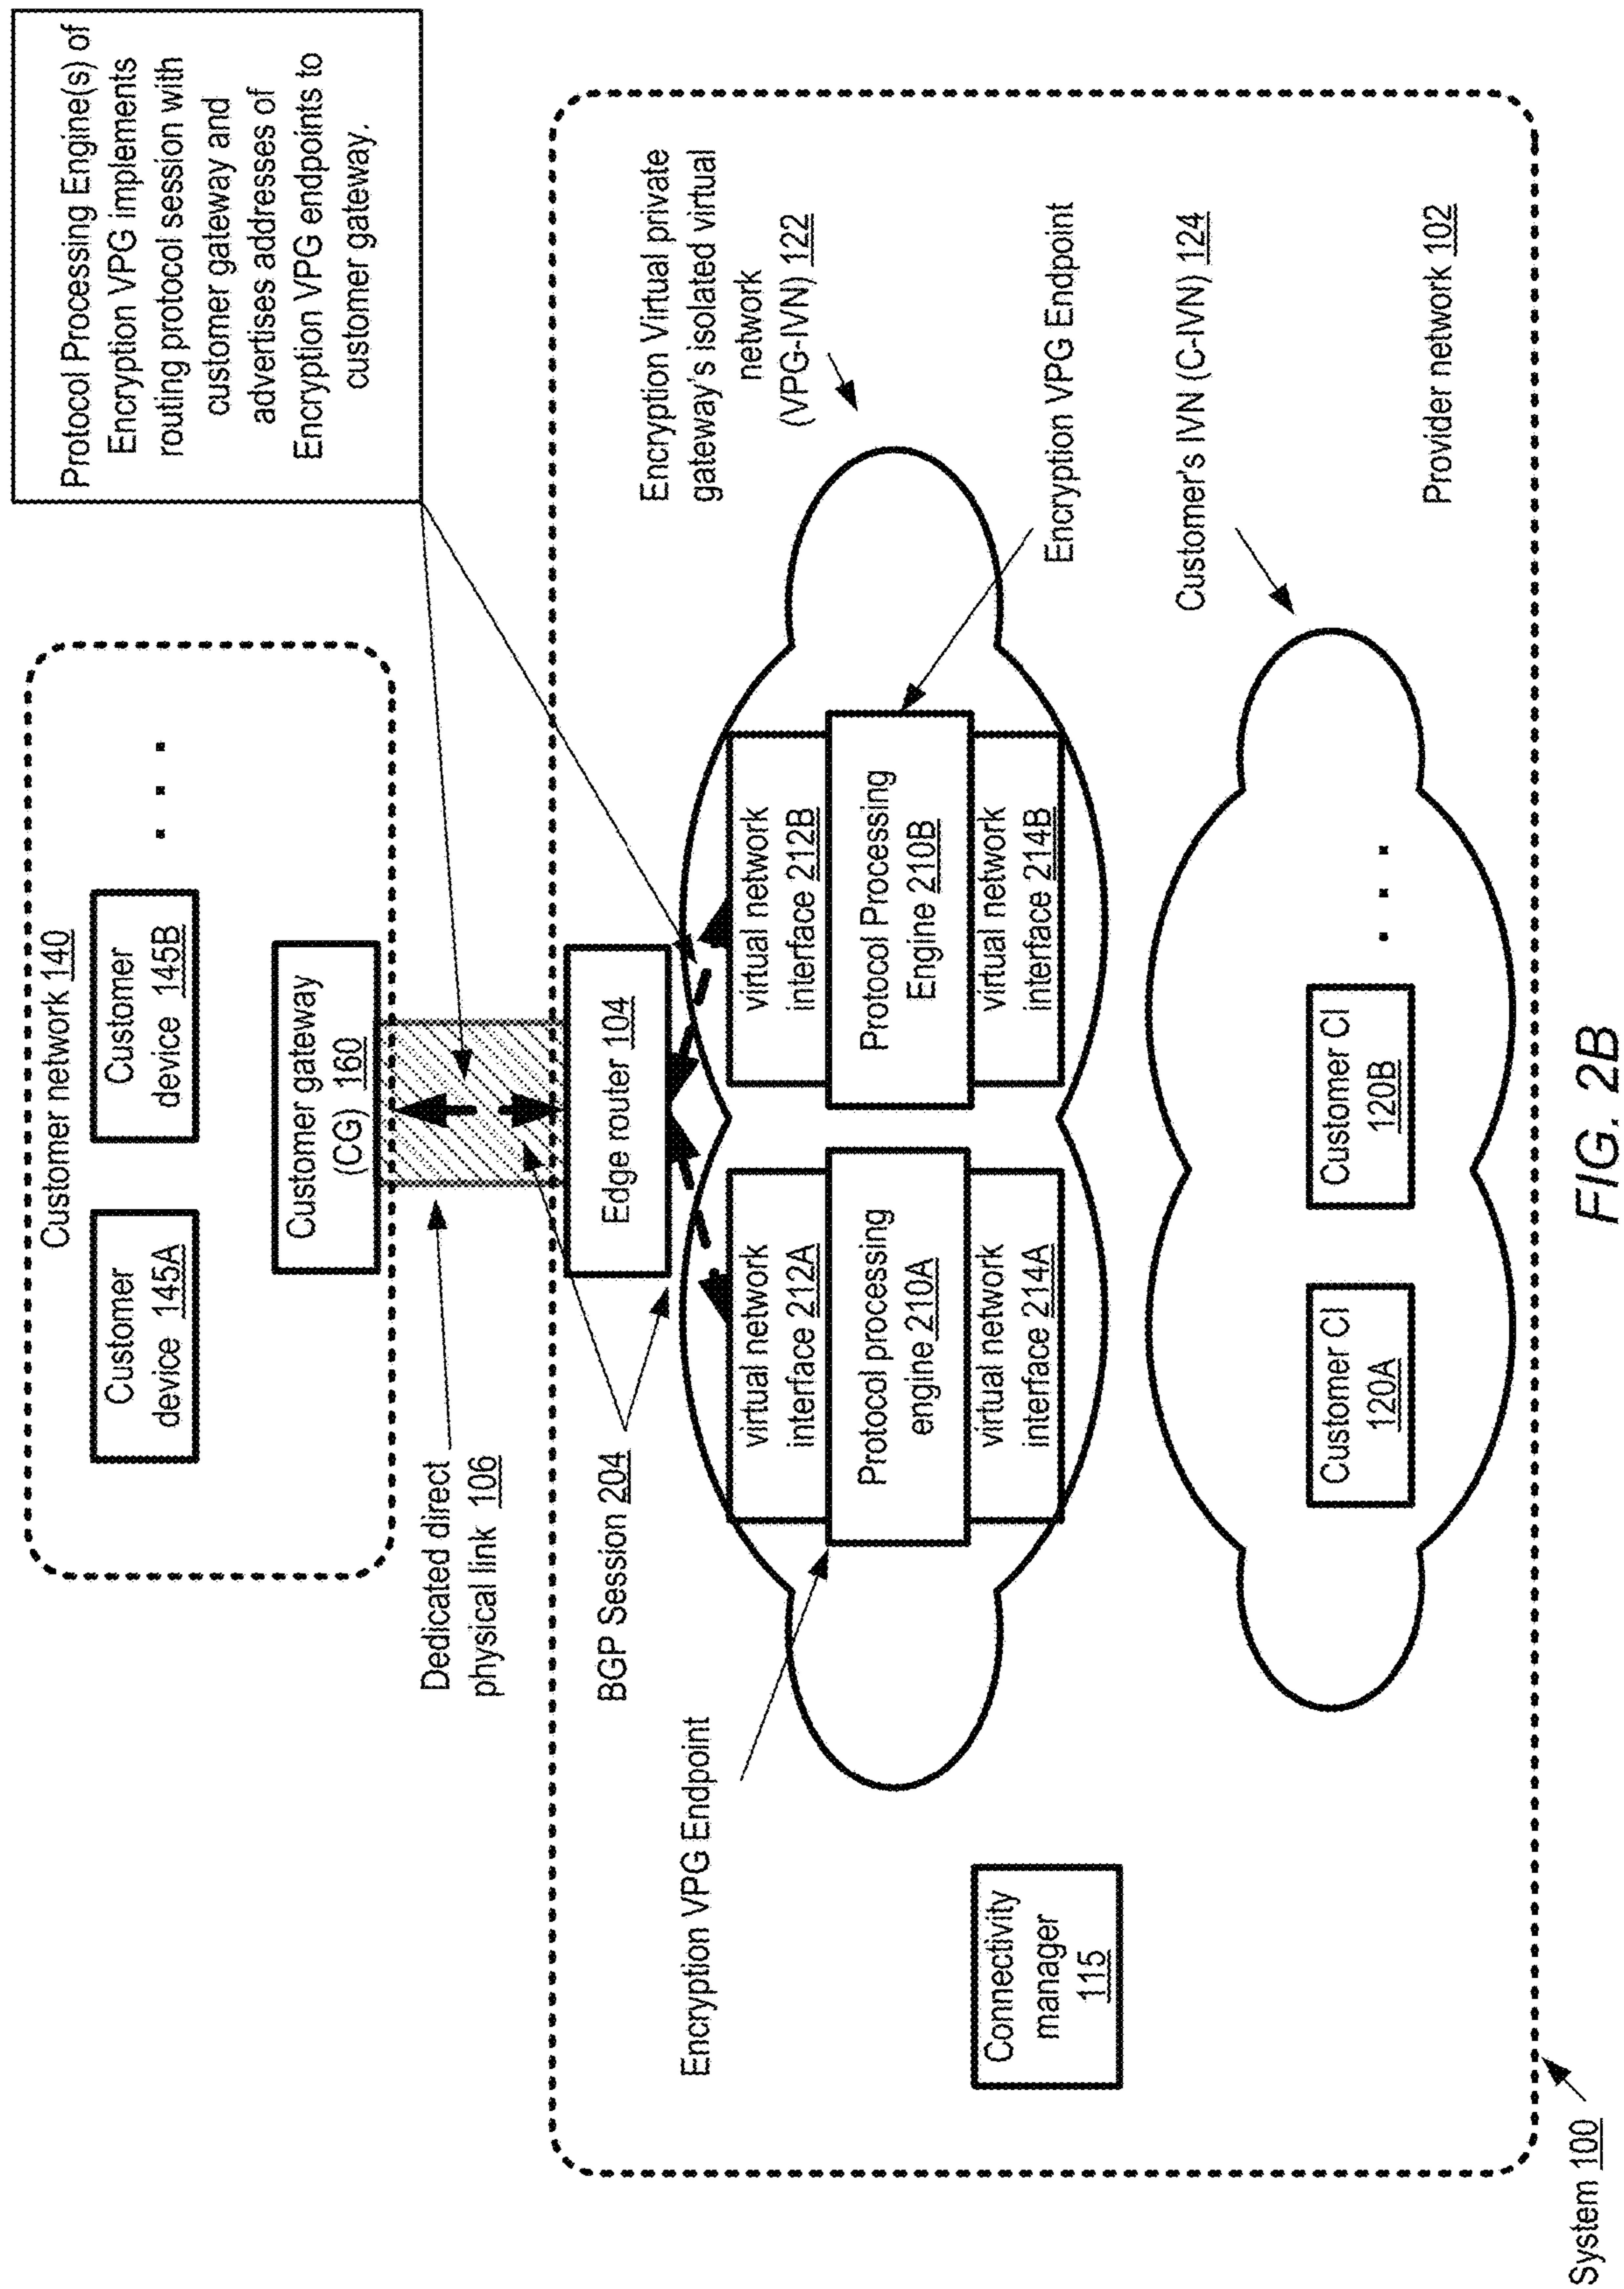 Protocol Processing Engine(s) of
Encryption VPG implements
routing protocol session with
customer gateway and
advertises addresses of
Encryption VPG endpoints to
customer gateway.
Customer network 140
Customer
device 145A
Customer
device 145B
. . .
Customer gateway
(CG) 160
Dedicated direct
physical link 106
BGP Session 204
Edge router 104
Encryption Virtual private
gateway's isolated virtual
network
(VPG-IVN) 122
Encryption VPG Endpoint
virtual network
interface 212A
Protocol processing
engine 210A
virtual network
interface 214A
virtual network
interface 212B
Protocol Processing
Engine 210B
virtual network
interface 214B
Encryption VPG Endpoint
Connectivity
manager
115
Customer's IVN (C-IVN) 124
Customer CI
120A
Customer CI
120B
. . .
Provider network 102
System 100
FIG. 2B